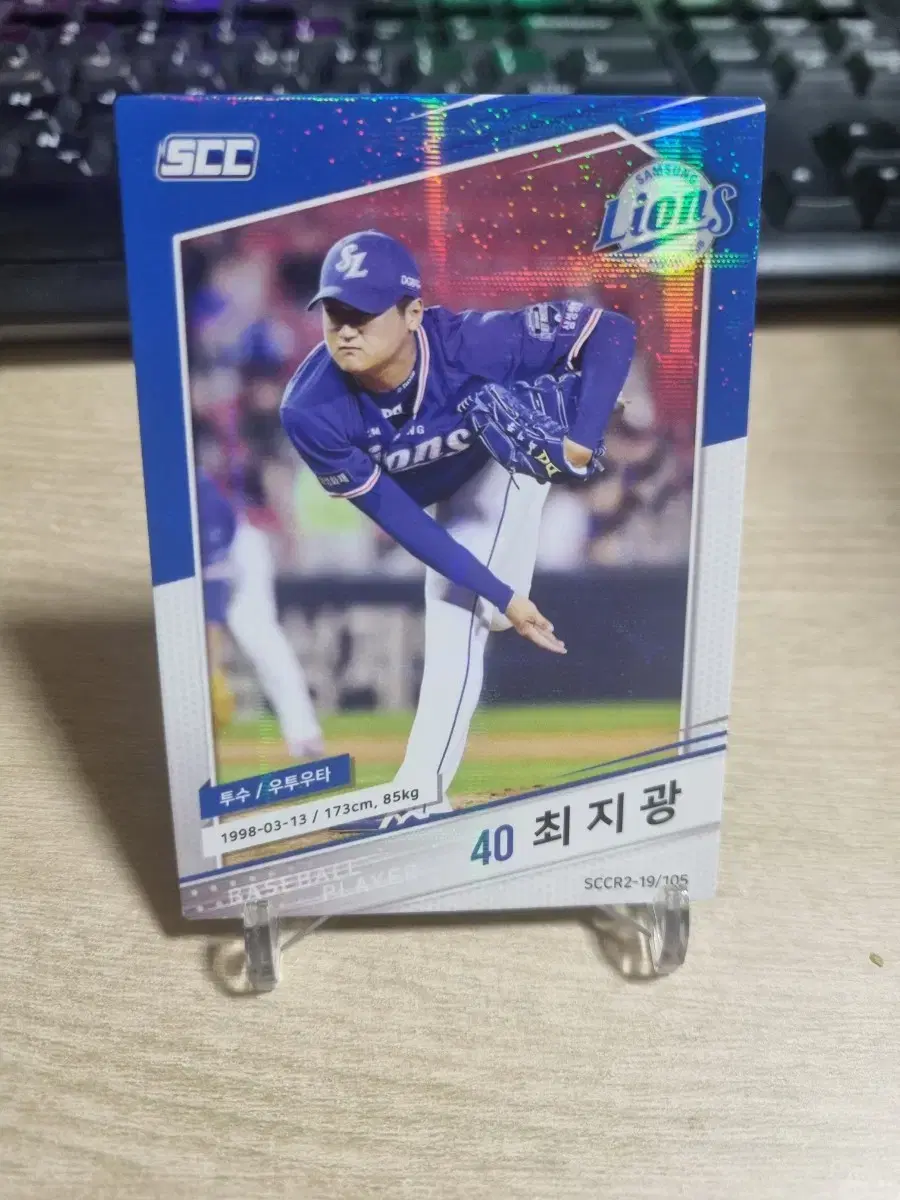 SCC
SAMSUNG
Lions
SL
투수 / 우투우타
1998-03-13 / 173cm, 85kg
40 최지광
BASEBALL
PLAYER
SCCR2-19/105